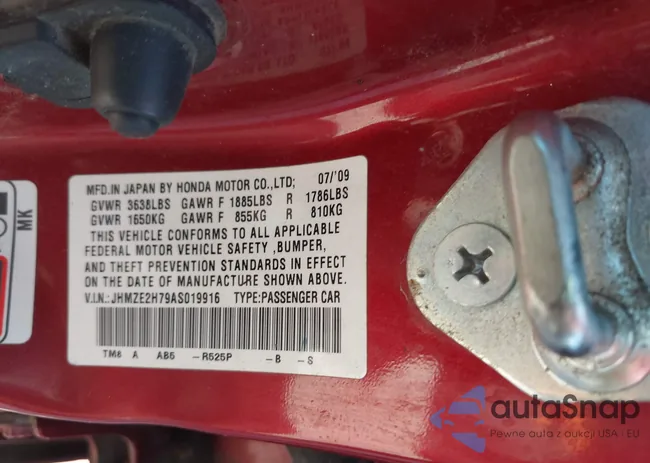 MFD.IN JAPAN BY HONDA MOTOR CO.,LTD; 07/'09
GVWR 3638LBS GAWR F 1885LBS R 1786LBS
GVWR 1650KG GAWR F 855KG R 810KG
THIS VEHICLE CONFORMS TO ALL APPLICABLE
FEDERAL MOTOR VEHICLE SAFETY ,BUMPER,
AND THEFT PREVENTION STANDARDS IN EFFECT
ON THE DATE OF MANUFACTURE SHOWN ABOVE.
V.I.N.: JHMZE2H79AS019916 TYPE:PASSENGER CAR
TM8 A AB5 -R525P -B -S
MK
autaSnap
Pewne auta z aukcji USA - EU